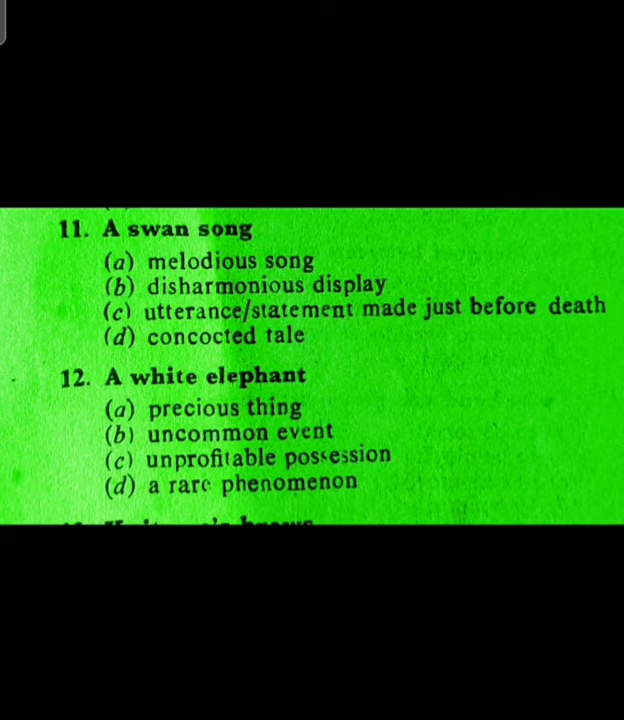 11. A swan song
(a) melodious song
(b) disharmonious display
(c) utterance/statement made just before death
(d) concocted tale
12. A white elephant
(a) precious thing
(b) uncommon event
(c) unprofitable possession
(d) a rare phenomenon